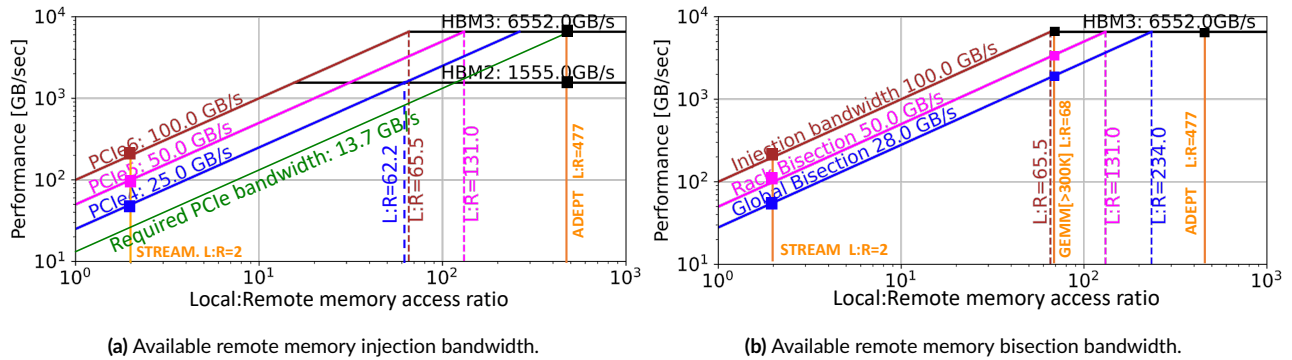 HBM3: 6552.0GB/s
HBM2: 1555.0GB/s
PCIe6: 100.0 GB/s
PCIe5: 50.0 GB/s
PCIe4: 25.0 GB/s
Required PCIe bandwidth: 13.7 GB/s
L:R=62.2
L:R=65.5
L:R=131.0
ADEPT L:R=477
STREAM. L:R=2
Performance [GB/sec]
10⁴
10³
10²
10¹
10⁰ 10¹ 10² 10³
Local:Remote memory access ratio
(a) Available remote memory injection bandwidth.
HBM3: 6552.0GB/s
Injection bandwidth 100.0 GB/s
Rack Bisection 50.0 GB/s
Global Bisection 28.0 GB/s
L:R=65.5
GEMM[>300K] L:R=68
L:R=131.0
L:R=234.0
ADEPT L:R=477
STREAM L:R=2
Performance [GB/sec]
10⁴
10³
10²
10¹
10⁰ 10¹ 10² 10³
Local:Remote memory access ratio
(b) Available remote memory bisection bandwidth.